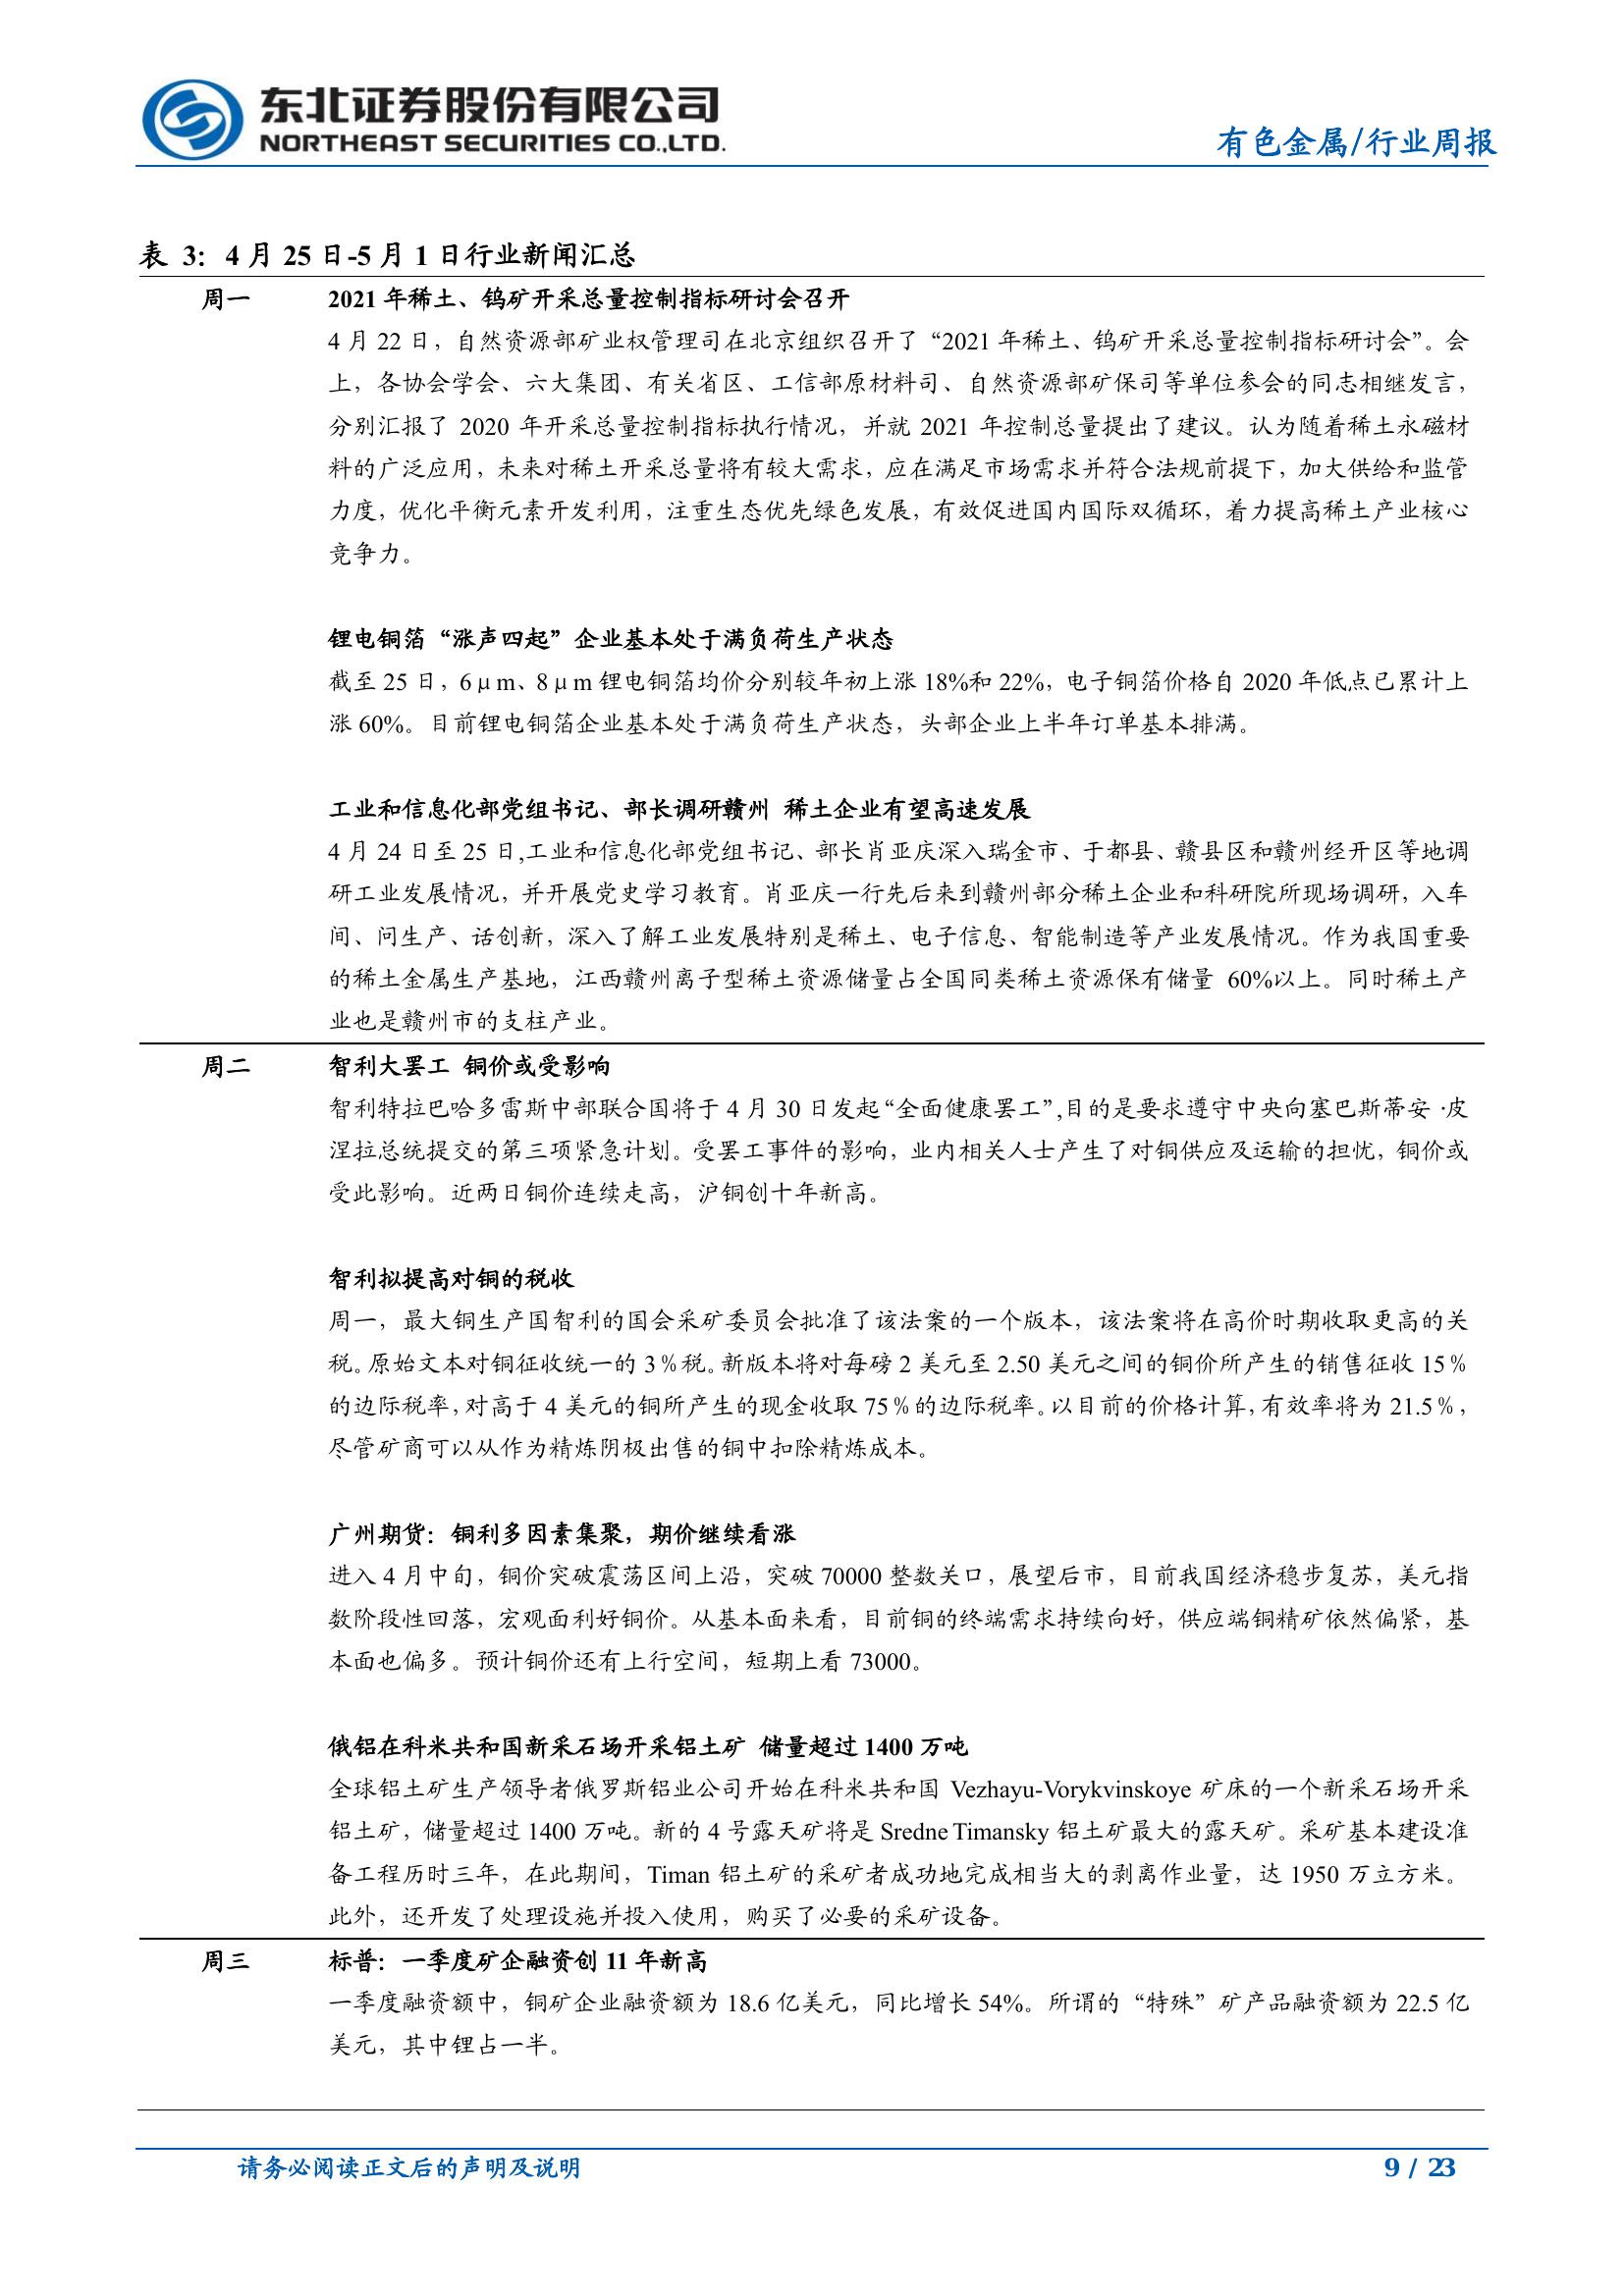 东北证券股份有限公司
NORTHEAST SECURITIES CO.,LTD.
有色金属/行业周报
表 3：4 月 25 日-5 月 1 日行业新闻汇总
周一
2021 年稀土、钨矿开采总量控制指标研讨会召开
4 月 22 日，自然资源部矿业权管理司在北京组织召开了“2021 年稀土、钨矿开采总量控制指标研讨会”。会
上，各协会学会、六大集团、有关省区、工信部原材料司、自然资源部矿保司等单位参会的同志相继发言，
分别汇报了 2020 年开采总量控制指标执行情况，并就 2021 年控制总量提出了建议。认为随着稀土永磁材
料的广泛应用，未来对稀土开采总量将有较大需求，应在满足市场需求并符合法规前提下，加大供给和监管
力度，优化平衡元素开发利用，注重生态优先绿色发展，有效促进国内国际双循环，着力提高稀土产业核心
竞争力。
锂电铜箔“涨声四起”企业基本处于满负荷生产状态
截至 25 日，6μm、8μm 锂电铜箔均价分别较年初上涨 18%和 22%，电子铜箔价格自 2020 年低点已累计上
涨 60%。目前锂电铜箔企业基本处于满负荷生产状态，头部企业上半年订单基本排满。
工业和信息化部党组书记、部长调研赣州 稀土企业有望高速发展
4 月 24 日至 25 日,工业和信息化部党组书记、部长肖亚庆深入瑞金市、于都县、赣县区和赣州经开区等地调
研工业发展情况，并开展党史学习教育。肖亚庆一行先后来到赣州部分稀土企业和科研院所现场调研，入车
间、问生产、话创新，深入了解工业发展特别是稀土、电子信息、智能制造等产业发展情况。作为我国重要
的稀土金属生产基地，江西赣州离子型稀土资源储量占全国同类稀土资源保有储量 60%以上。同时稀土产
业也是赣州市的支柱产业。
周二
智利大罢工 铜价或受影响
智利特拉巴哈多雷斯中部联合国将于 4 月 30 日发起“全面健康罢工”,目的是要求遵守中央向塞巴斯蒂安·皮
涅拉总统提交的第三项紧急计划。受罢工事件的影响，业内相关人士产生了对铜供应及运输的担忧，铜价或
受此影响。近两日铜价连续走高，沪铜创十年新高。
智利拟提高对铜的税收
周一，最大铜生产国智利的国会采矿委员会批准了该法案的一个版本，该法案将在高价时期收取更高的关
税。原始文本对铜征收统一的 3％税。新版本将对每磅 2 美元至 2.50 美元之间的铜价所产生的销售征收 15％
的边际税率，对高于 4 美元的铜所产生的现金收取 75％的边际税率。以目前的价格计算，有效率将为 21.5％，
尽管矿商可以从作为精炼阴极出售的铜中扣除精炼成本。
广州期货：铜利多因素集聚，期价继续看涨
进入 4 月中旬，铜价突破震荡区间上沿，突破 70000 整数关口，展望后市，目前我国经济稳步复苏，美元指
数阶段性回落，宏观面利好铜价。从基本面来看，目前铜的终端需求持续向好，供应端铜精矿依然偏紧，基
本面也偏多。预计铜价还有上行空间，短期上看 73000。
俄铝在科米共和国新采石场开采铝土矿 储量超过 1400 万吨
全球铝土矿生产领导者俄罗斯铝业公司开始在科米共和国 Vezhayu-Vorykvinskoye 矿床的一个新采石场开采
铝土矿，储量超过 1400 万吨。新的 4 号露天矿将是 Sredne Timansky 铝土矿最大的露天矿。采矿基本建设准
备工程历时三年，在此期间，Timan 铝土矿的采矿者成功地完成相当大的剥离作业量，达 1950 万立方米。
此外，还开发了处理设施并投入使用，购买了必要的采矿设备。
周三
标普：一季度矿企融资创 11 年新高
一季度融资额中，铜矿企业融资额为 18.6 亿美元，同比增长 54%。所谓的“特殊”矿产品融资额为 22.5 亿
美元，其中锂占一半。
请务必阅读正文后的声明及说明
9 / 23